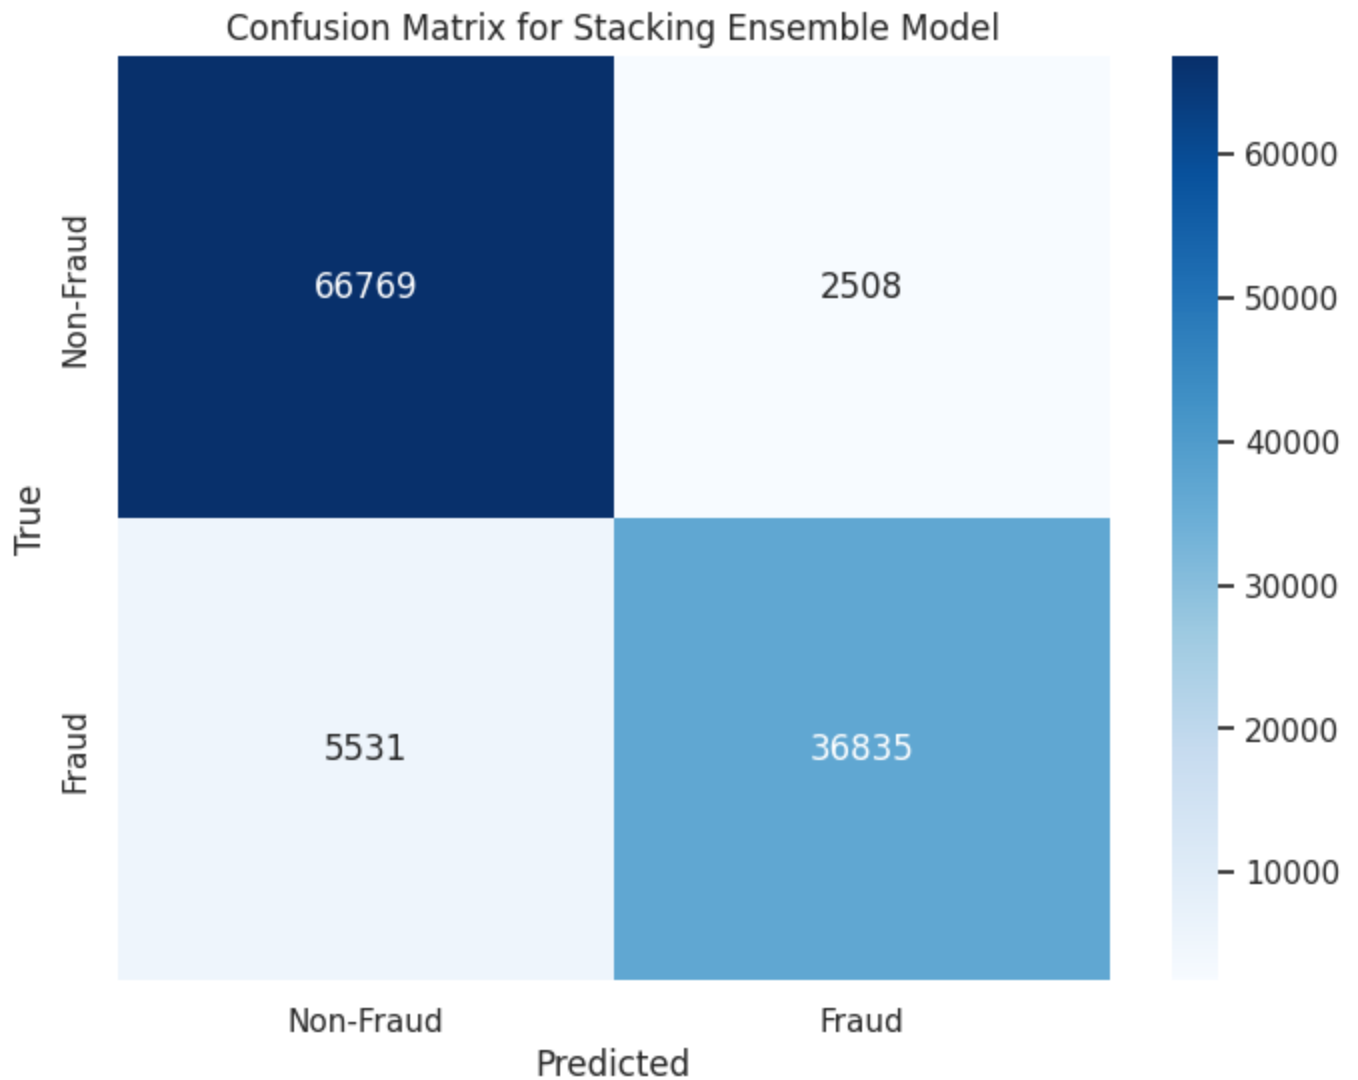 Confusion Matrix for Stacking Ensemble Model
True
Non-Fraud
66769
2508
Fraud
5531
36835
Non-Fraud
Fraud
Predicted
60000
50000
40000
30000
20000
10000